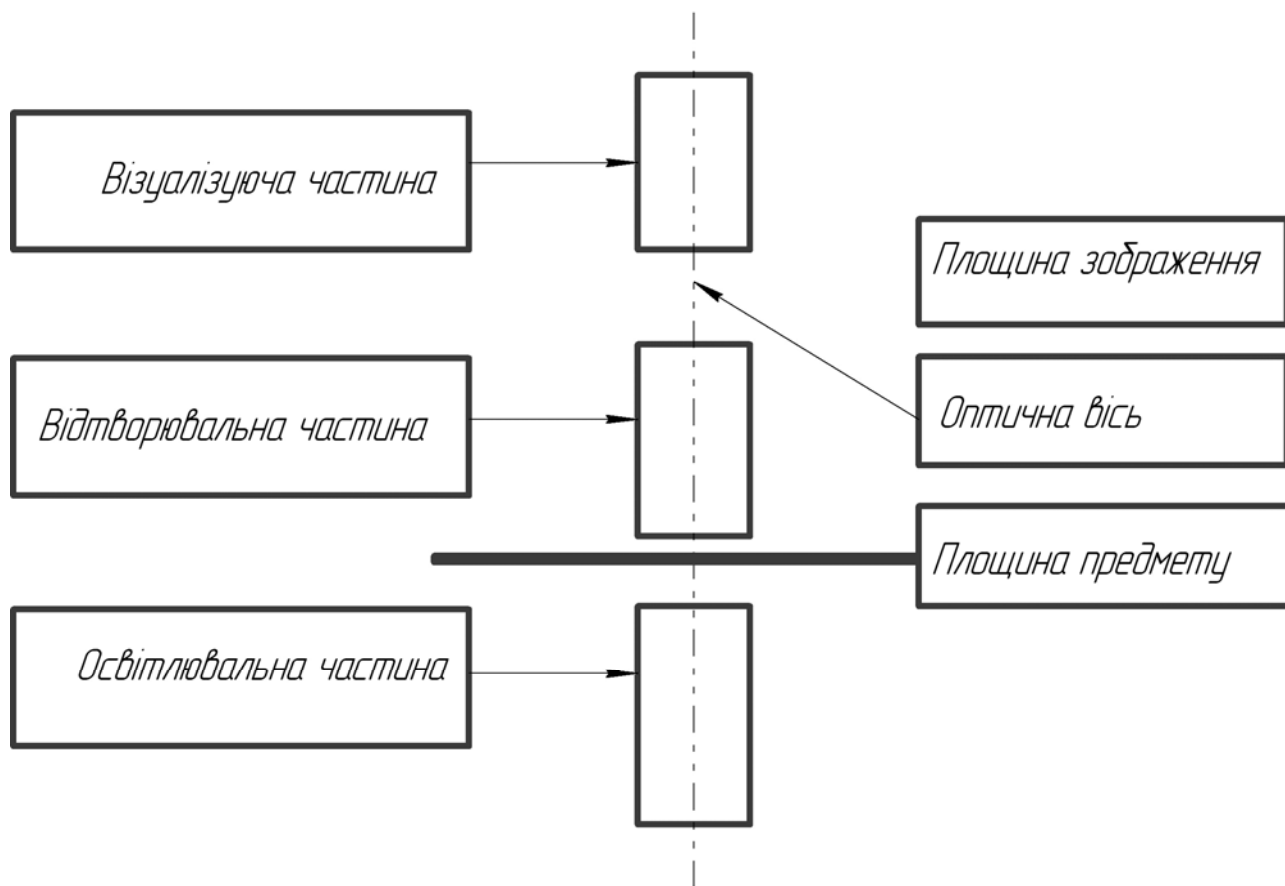 Візуалізуюча частина
Площина зображення
Відтворювальна частина
Оптична вісь
Площина предмету
Освітлювальна частина